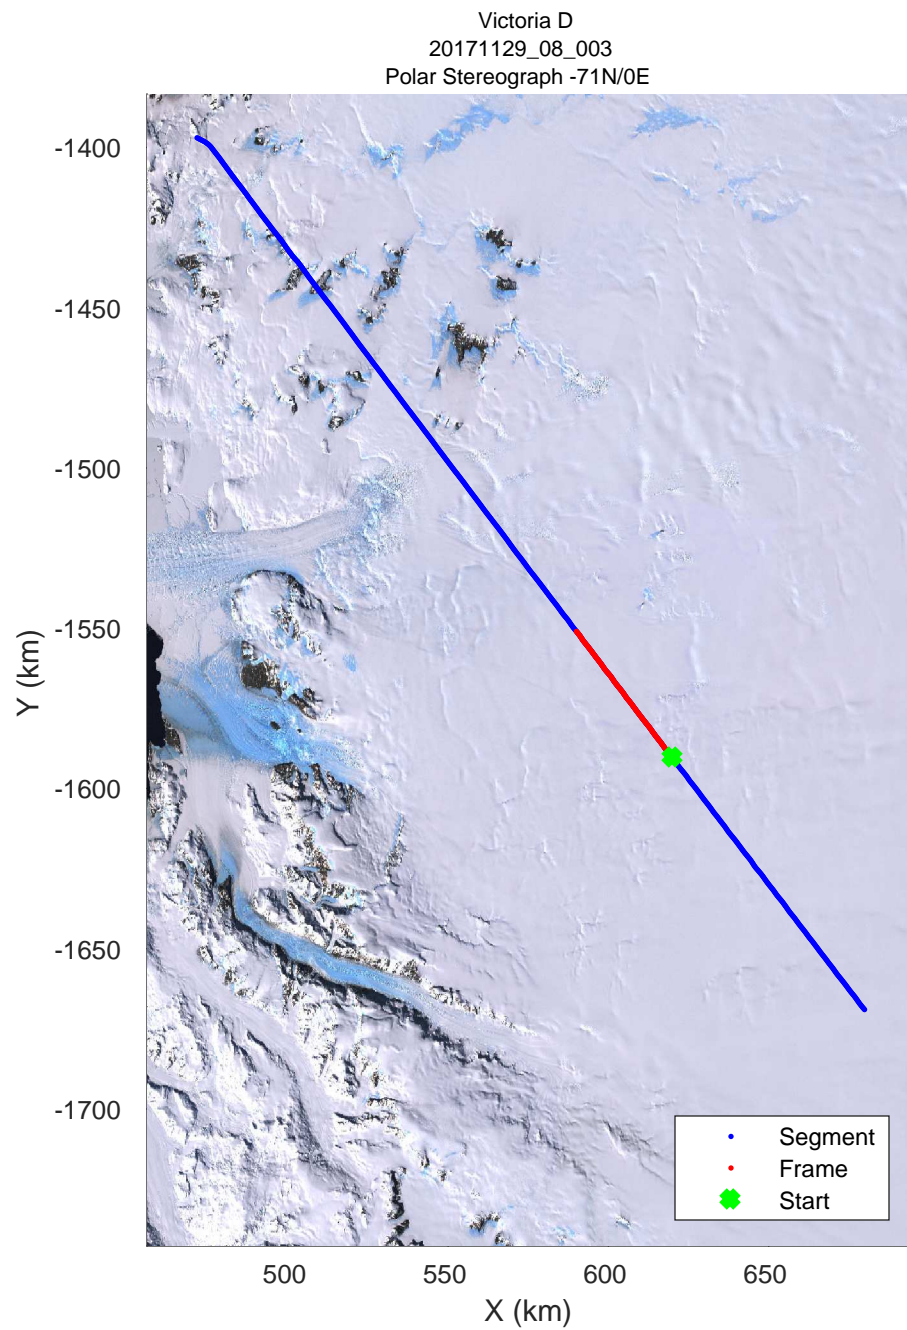 Victoria D
20171129_08_003
Polar Stereograph -71N/0E
-1400
-1450
-1500
-1550
-1600
-1650
-1700
Y (km)
500
550
600
650
X (km)
Segment
Frame
Start